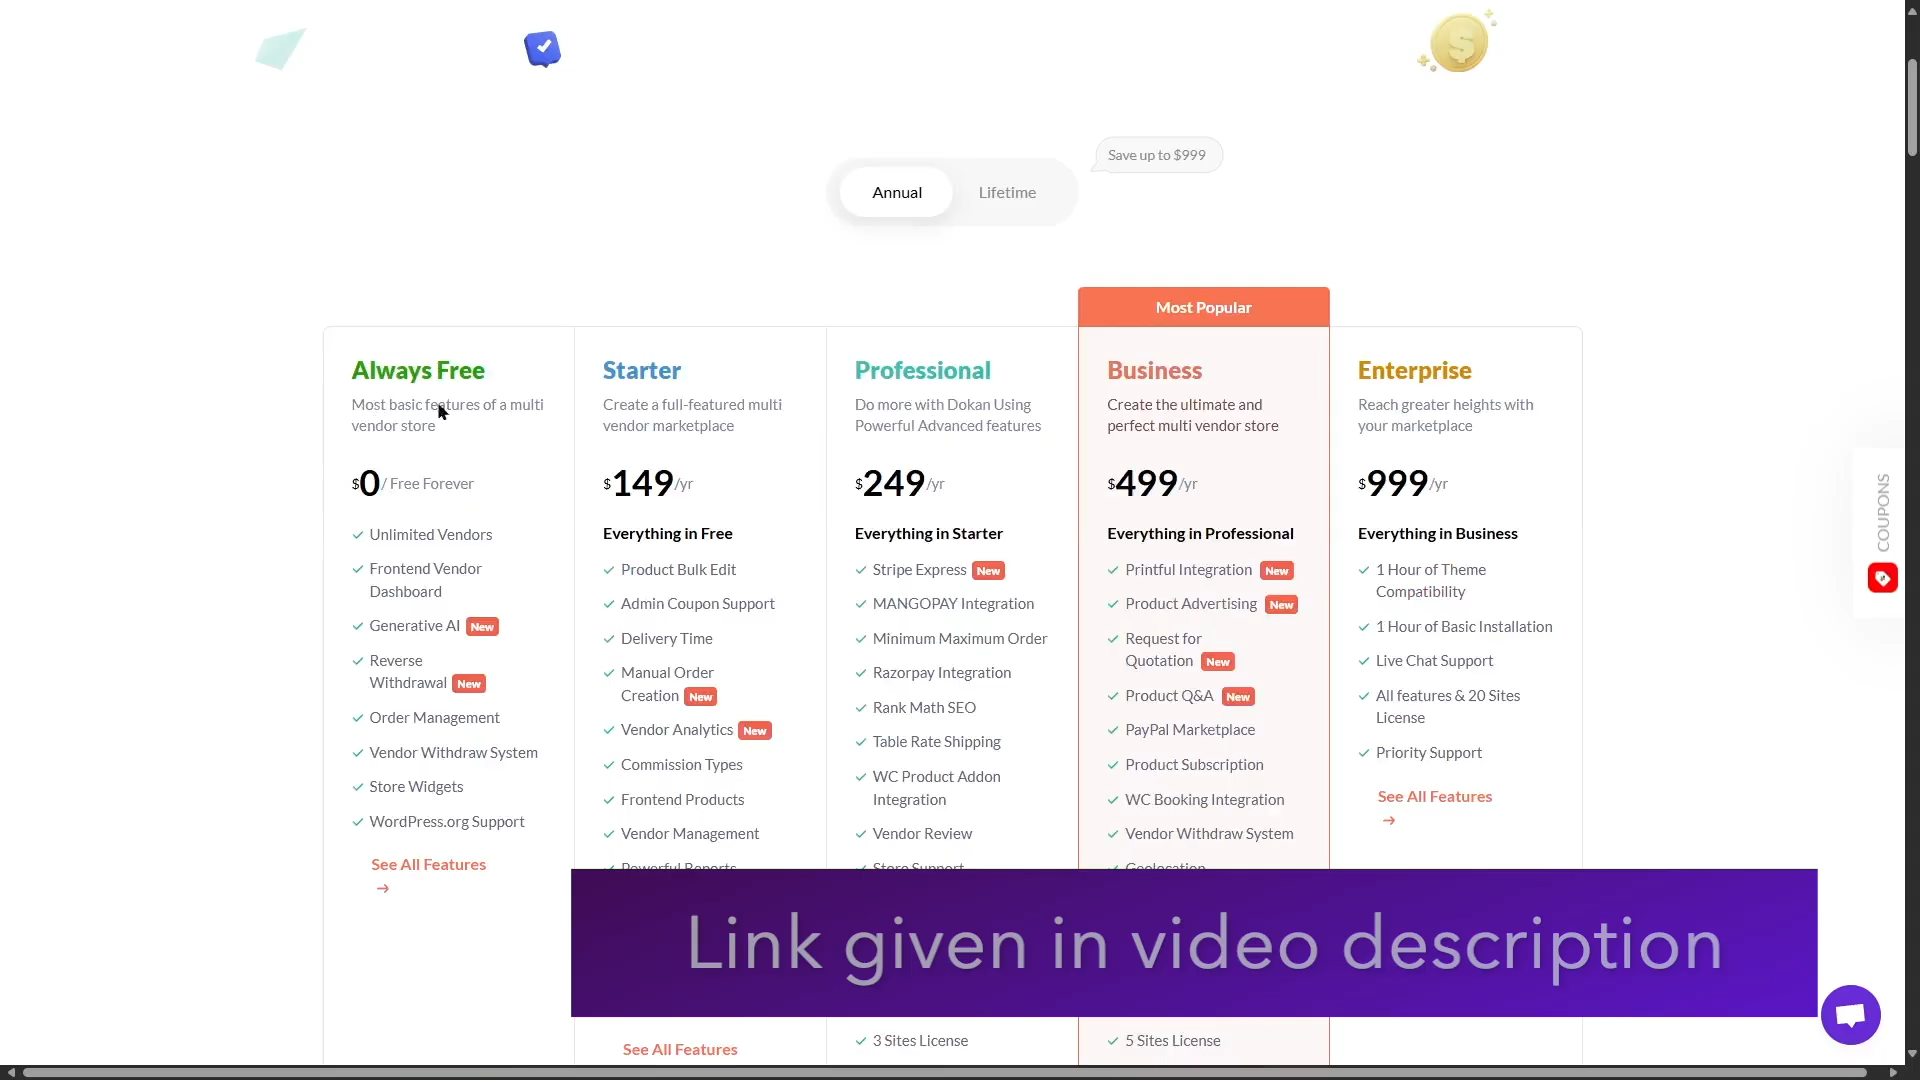 Save up to $999
Annual
Lifetime
Most Popular
Always Free
Most basic features of a multi
vendor store
$0/ Free Forever
Unlimited Vendors
Frontend Vendor
Dashboard
Generative AI New
Reverse
Withdrawal New
Order Management
Vendor Withdraw System
Store Widgets
WordPress.org Support
See All Features
→
Starter
Create a full-featured multi
vendor marketplace
$149/yr
Everything in Free
Product Bulk Edit
Admin Coupon Support
Delivery Time
Manual Order
Creation New
Vendor Analytics New
Commission Types
Frontend Products
Vendor Management
Powerful Reports
See All Features
Professional
Do more with Dokan Using
Powerful Advanced features
$249/yr
Everything in Starter
Stripe Express New
MANGOPAY Integration
Minimum Maximum Order
Razorpay Integration
Rank Math SEO
Table Rate Shipping
WC Product Addon
Integration
Vendor Review
Store Support
3 Sites License
Business
Create the ultimate and
perfect multi vendor store
$499/yr
Everything in Professional
Printful Integration New
Product Advertising New
Request for
Quotation New
Product Q&A New
PayPal Marketplace
Product Subscription
WC Booking Integration
Vendor Withdraw System
Geolocation
5 Sites License
Enterprise
Reach greater heights with
your marketplace
$999/yr
Everything in Business
1 Hour of Theme
Compatibility
1 Hour of Basic Installation
Live Chat Support
All features & 20 Sites
License
Priority Support
See All Features
→
COUPONS
Link given in video description